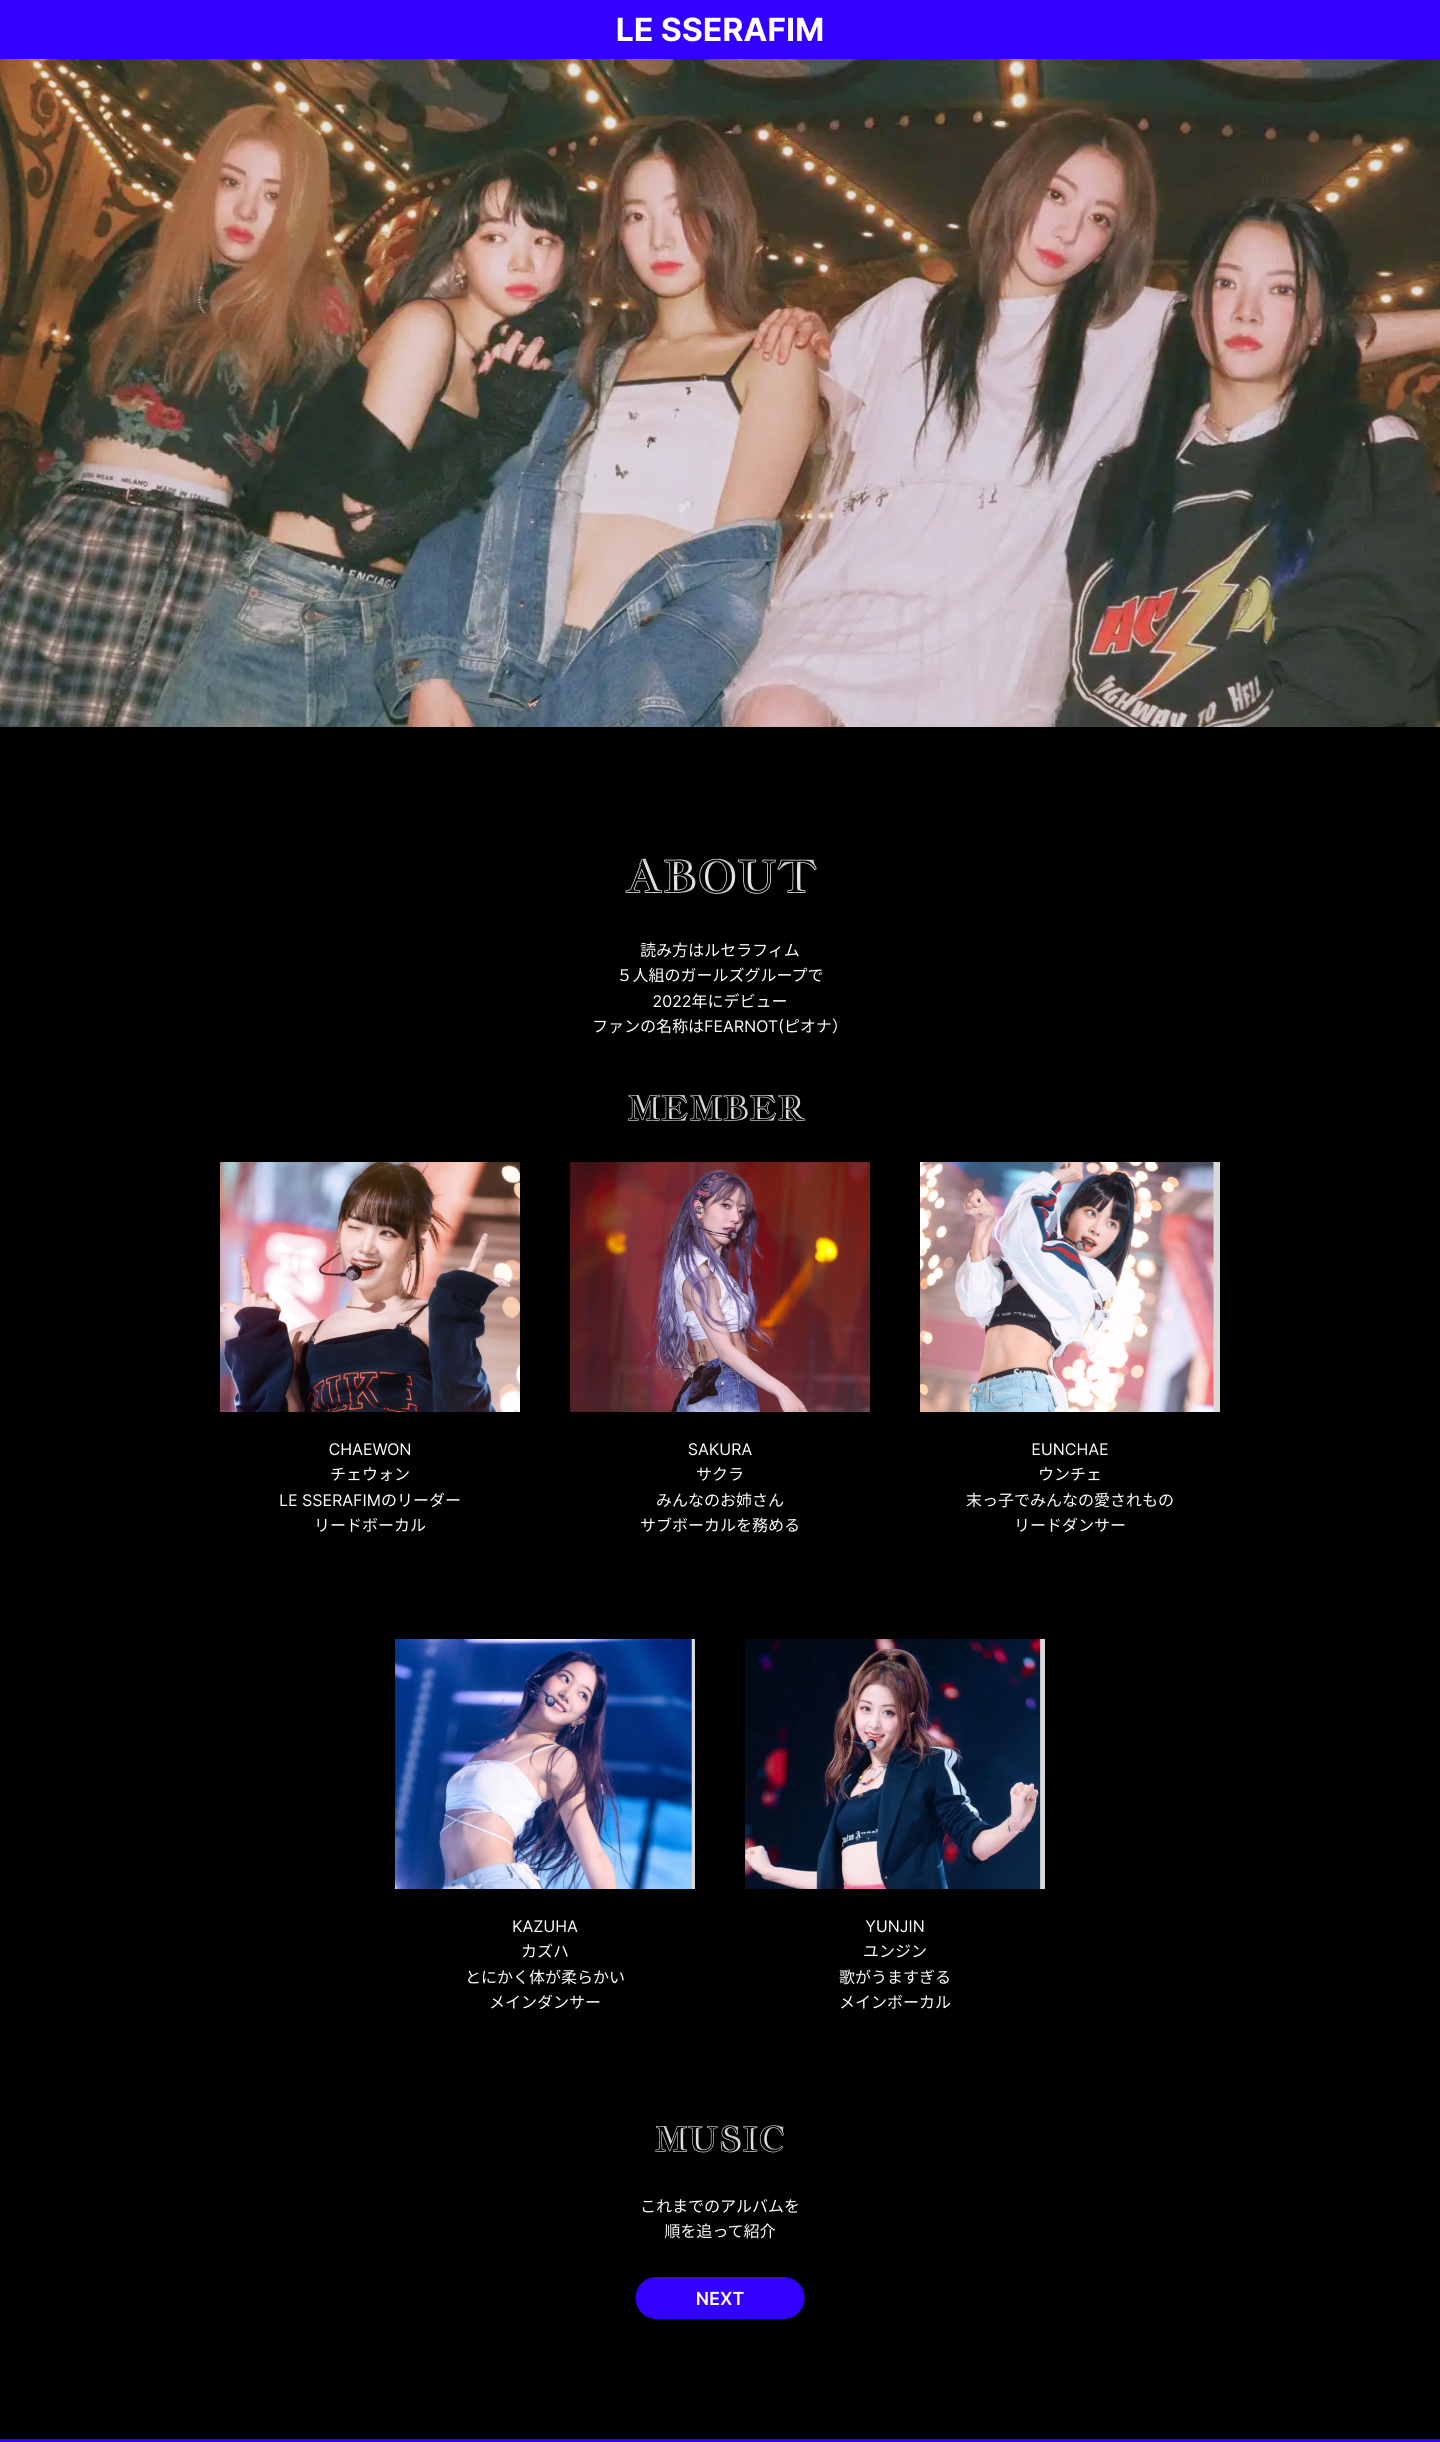 LE SSERAFIM
MADE IN ITALY
BALENCIAGA
AC
HIGHWAY TO HELL
ABOUT
読み方はルセラフィム
５人組のガールズグループで
2022年にデビュー
ファンの名称はFEARNOT(ピオナ）
MEMBER
CHAEWON
チェウォン
LE SSERAFIMのリーダー
リードボーカル
SAKURA
サクラ
みんなのお姉さん
サブボーカルを務める
EUNCHAE
ウンチェ
末っ子でみんなの愛されもの
リードダンサー
KAZUHA
カズハ
とにかく体が柔らかい
メインダンサー
YUNJIN
ユンジン
歌がうますぎる
メインボーカル
MUSIC
これまでのアルバムを
順を追って紹介
NEXT